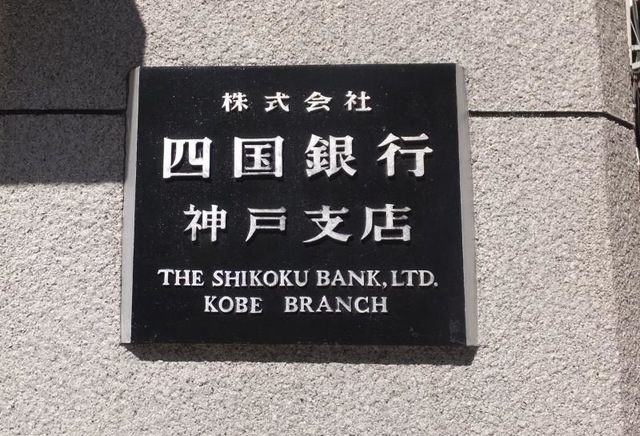 株式会社
四国銀行
神戸支店
THE SHIKOKU BANK, LTD.
KOBE BRANCH